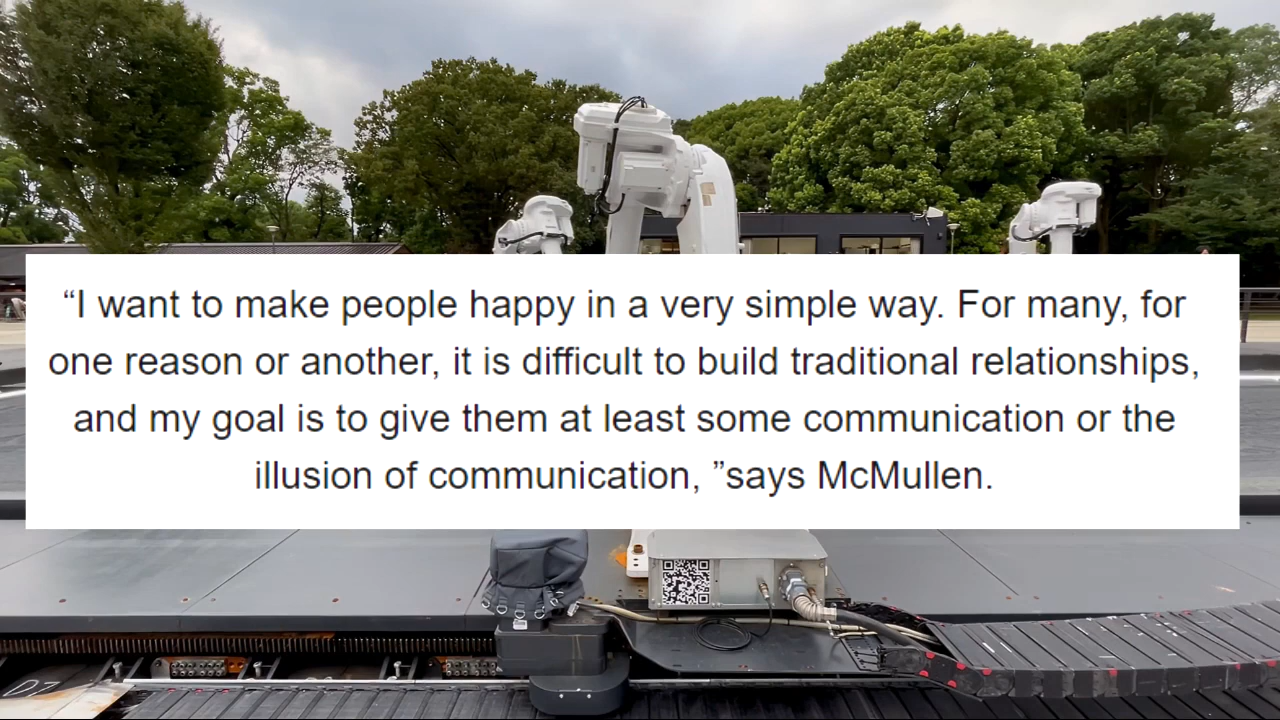 “I want to make people happy in a very simple way. For many, for
one reason or another, it is difficult to build traditional relationships,
and my goal is to give them at least some communication or the
illusion of communication, ”says McMullen.
D7